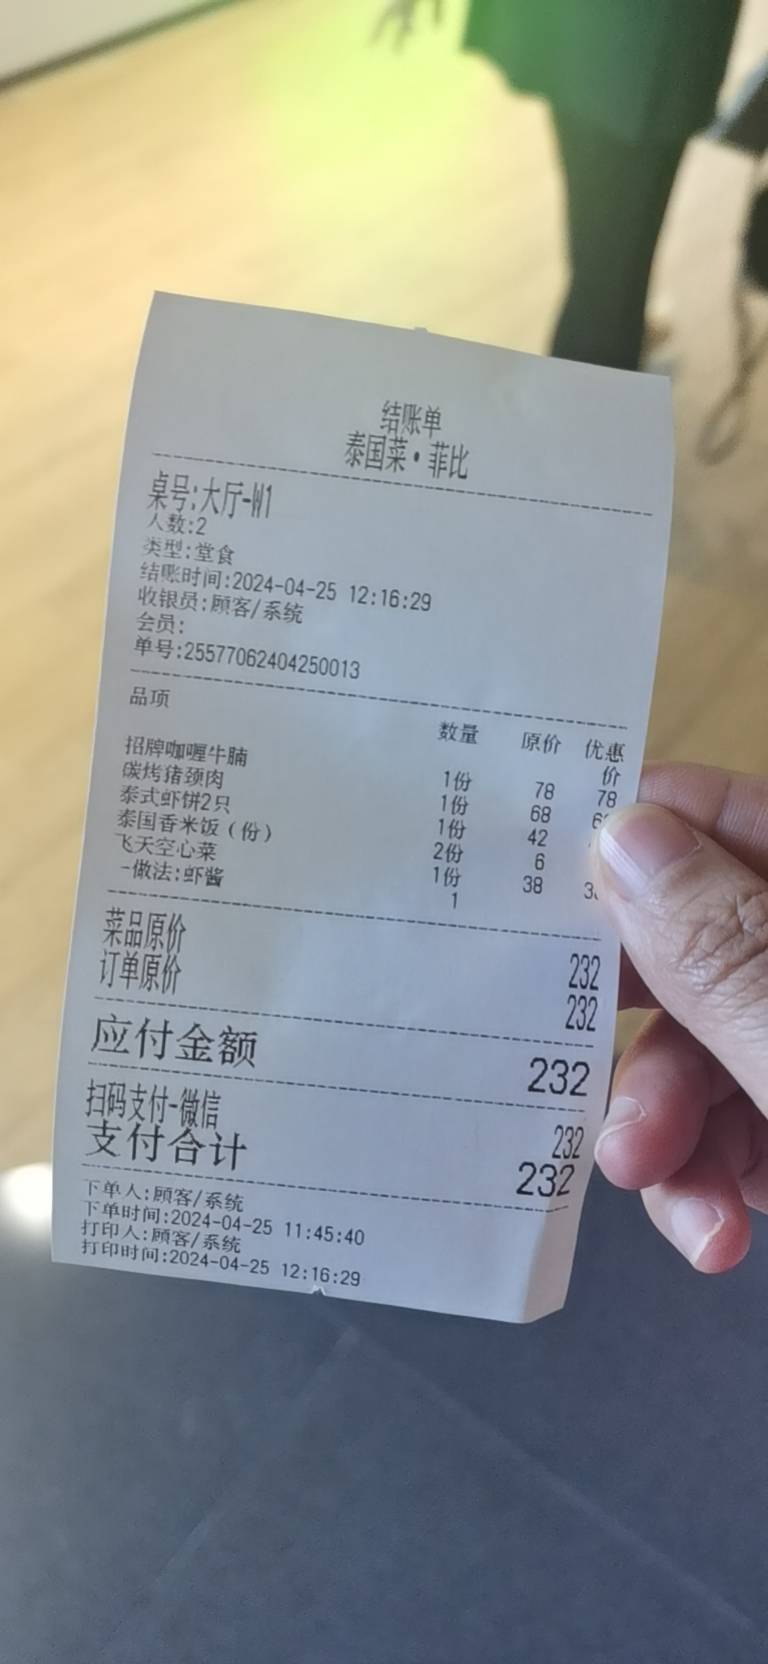 结账单
泰国菜·菲比
桌号:大厅-W1
人数:2
类型:堂食
结账时间:2024-04-25 12:16:29
收银员:顾客/系统
会员:
单号:25577062404250013
品项 数量 原价 优惠价
招牌咖喱牛腩 1份 78 78
碳烤猪颈肉 1份 68
泰式虾饼2只 1份 42
泰国香米饭（份） 2份 6
飞天空心菜 1份 38
-做法:虾酱 1
菜品原价 232
订单原价 232
应付金额 232
扫码支付-微信 232
支付合计 232
下单人:顾客/系统
下单时间:2024-04-25 11:45:40
打印人:顾客/系统
打印时间:2024-04-25 12:16:29